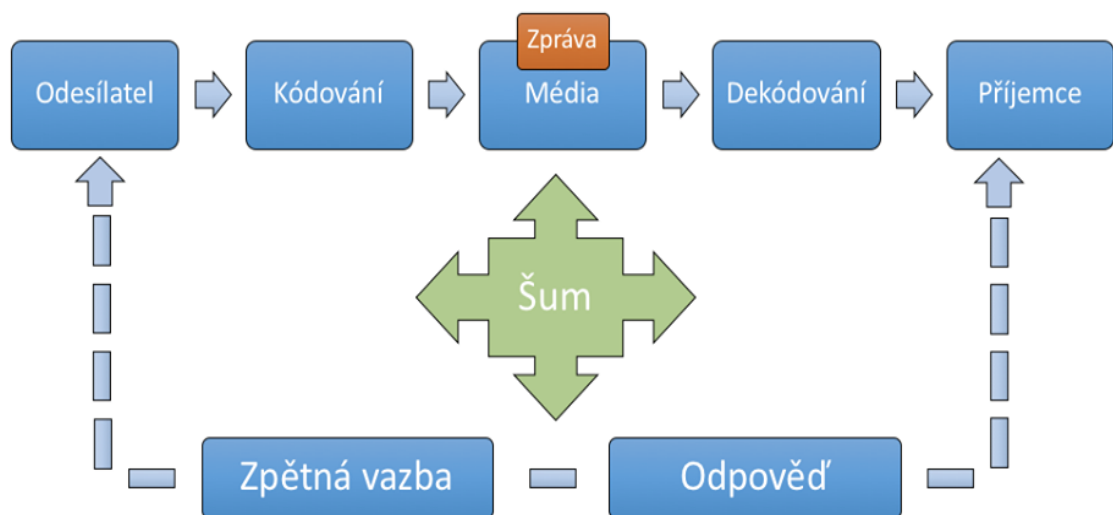 Zpráva
Odesílatel
Kódování
Média
Dekódování
Příjemce
Šum
Zpětná vazba
Odpověď